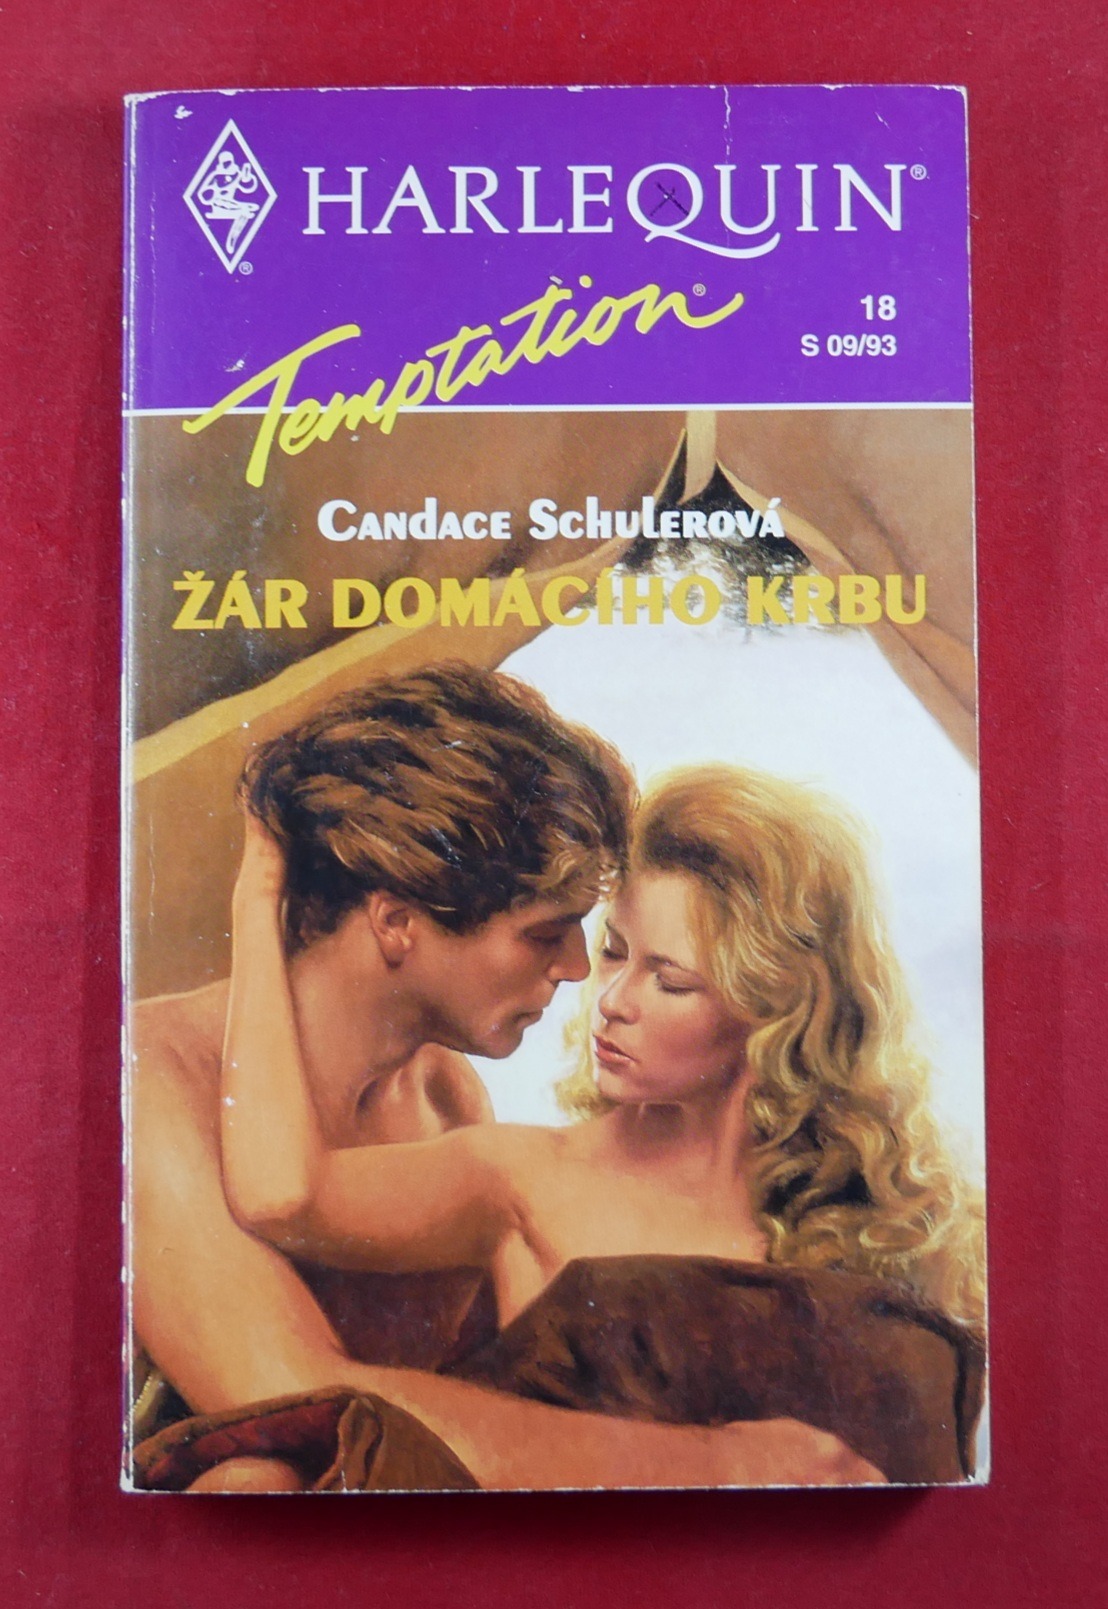 HARLEQUIN®
®
Temptation®
18
S 09/93
Candace Schulerová
ŽÁR DOMÁCÍHO KRBU